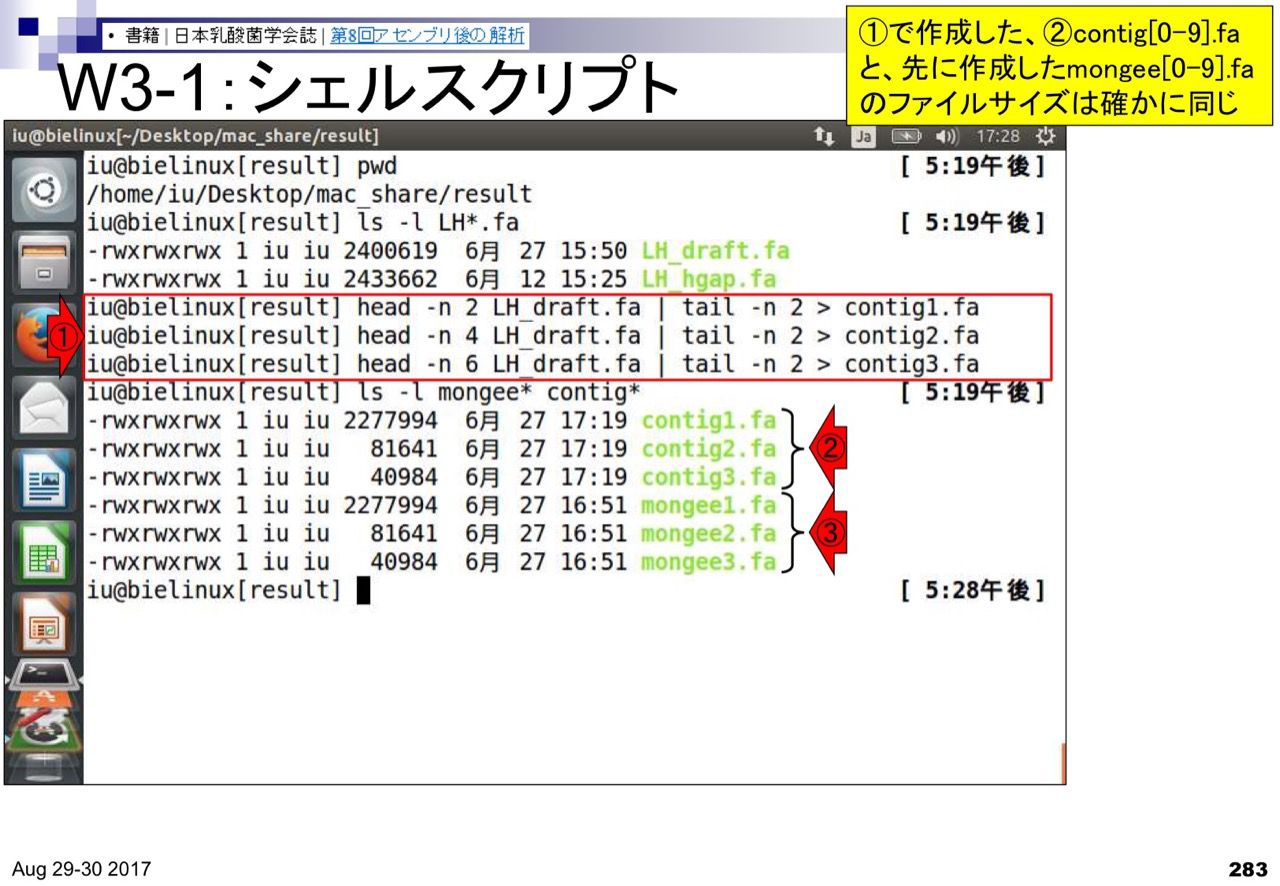 • 書籍 | 日本乳酸菌学会誌 | 第8回アセンブリ後の解析
W3-1：シェルスクリプト
①で作成した、②contig[0-9].fa
と、先に作成したmongee[0-9].fa
のファイルサイズは確かに同じ
iu@bielinux[~/Desktop/mac_share/result] Ja 17:28
iu@bielinux[result] pwd [ 5:19午後]
/home/iu/Desktop/mac_share/result
iu@bielinux[result] ls -l LH*.fa [ 5:19午後]
-rwxrwxrwx 1 iu iu 2400619 6月 27 15:50 LH_draft.fa
-rwxrwxrwx 1 iu iu 2433662 6月 12 15:25 LH_hgap.fa
iu@bielinux[result] head -n 2 LH_draft.fa | tail -n 2 > contig1.fa
① iu@bielinux[result] head -n 4 LH_draft.fa | tail -n 2 > contig2.fa
iu@bielinux[result] head -n 6 LH_draft.fa | tail -n 2 > contig3.fa
iu@bielinux[result] ls -l mongee* contig* [ 5:19午後]
-rwxrwxrwx 1 iu iu 2277994 6月 27 17:19 contig1.fa
-rwxrwxrwx 1 iu iu 81641 6月 27 17:19 contig2.fa ②
-rwxrwxrwx 1 iu iu 40984 6月 27 17:19 contig3.fa
-rwxrwxrwx 1 iu iu 2277994 6月 27 16:51 mongee1.fa
-rwxrwxrwx 1 iu iu 81641 6月 27 16:51 mongee2.fa ③
-rwxrwxrwx 1 iu iu 40984 6月 27 16:51 mongee3.fa
iu@bielinux[result] [ 5:28午後]
Aug 29-30 2017
283